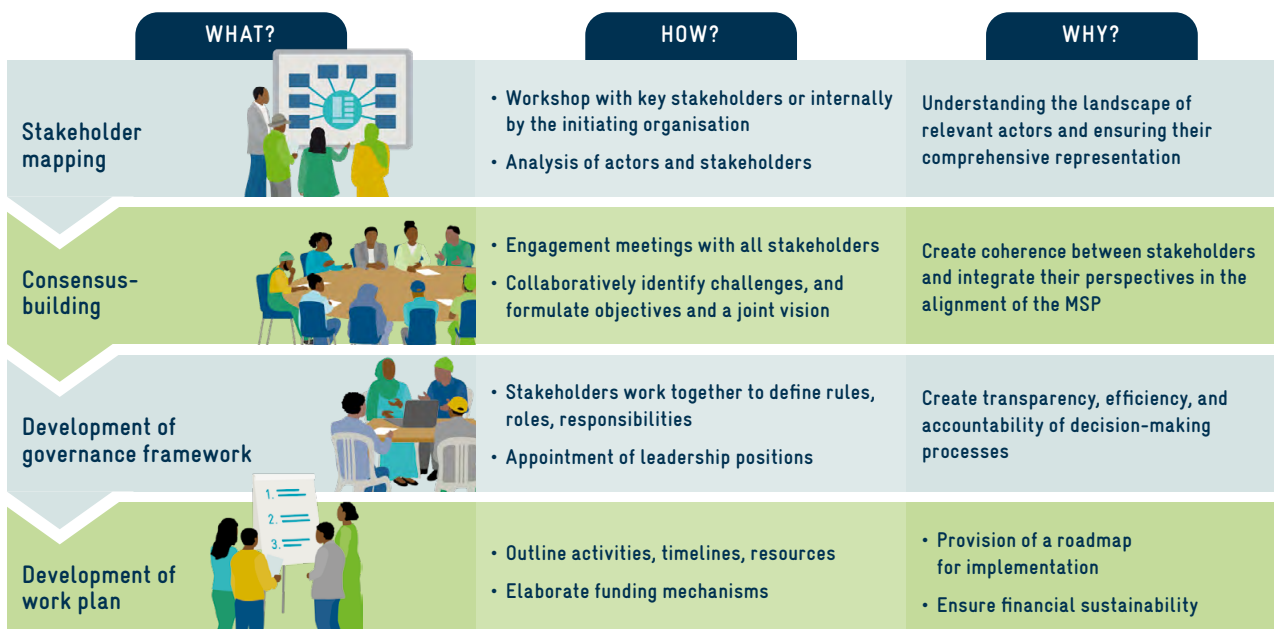 WHAT?
HOW?
WHY?
Stakeholder
mapping
• Workshop with key stakeholders or internally
by the initiating organisation
• Analysis of actors and stakeholders
Understanding the landscape of
relevant actors and ensuring their
comprehensive representation
Consensus-
building
• Engagement meetings with all stakeholders
• Collaboratively identify challenges, and
formulate objectives and a joint vision
Create coherence between stakeholders
and integrate their perspectives in the
alignment of the MSP
Development of
governance framework
• Stakeholders work together to define rules,
roles, responsibilities
• Appointment of leadership positions
Create transparency, efficiency, and
accountability of decision-making
processes
1.
2.
3.
Development of
work plan
• Outline activities, timelines, resources
• Elaborate funding mechanisms
• Provision of a roadmap
for implementation
• Ensure financial sustainability